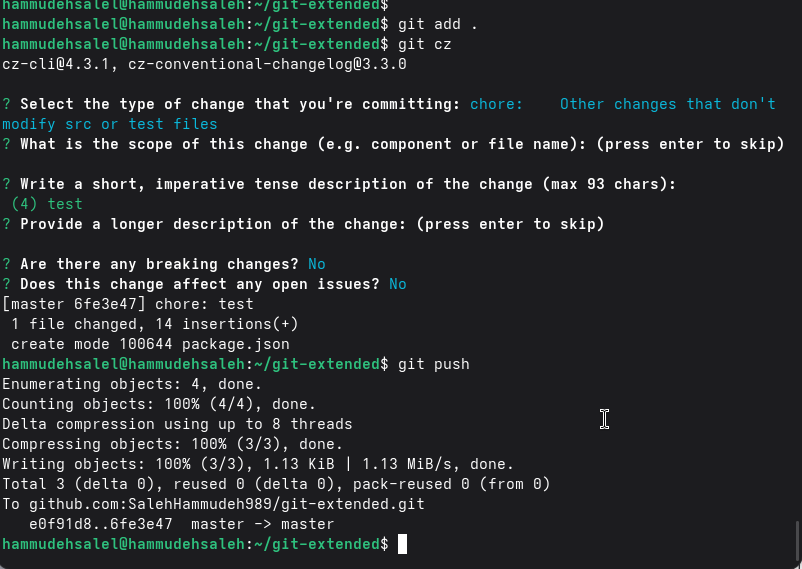 hammudehsalel@hammudehsaleh:~/git-extended$
hammudehsalel@hammudehsaleh:~/git-extended$ git add .
hammudehsalel@hammudehsaleh:~/git-extended$ git cz
cz-cli@4.3.1, cz-conventional-changelog@3.3.0
? Select the type of change that you're committing: chore:    Other changes that don't
modify src or test files
? What is the scope of this change (e.g. component or file name): (press enter to skip)
? Write a short, imperative tense description of the change (max 93 chars):
 (4) test
? Provide a longer description of the change: (press enter to skip)
? Are there any breaking changes? No
? Does this change affect any open issues? No
[master 6fe3e47] chore: test
 1 file changed, 14 insertions(+)
 create mode 100644 package.json
hammudehsalel@hammudehsaleh:~/git-extended$ git push
Enumerating objects: 4, done.
Counting objects: 100% (4/4), done.
Delta compression using up to 8 threads
Compressing objects: 100% (3/3), done.
Writing objects: 100% (3/3), 1.13 KiB | 1.13 MiB/s, done.
Total 3 (delta 0), reused 0 (delta 0), pack-reused 0 (from 0)
To github.com:SalehHammudeh989/git-extended.git
   e0f91d8..6fe3e47  master -> master
hammudehsalel@hammudehsaleh:~/git-extended$